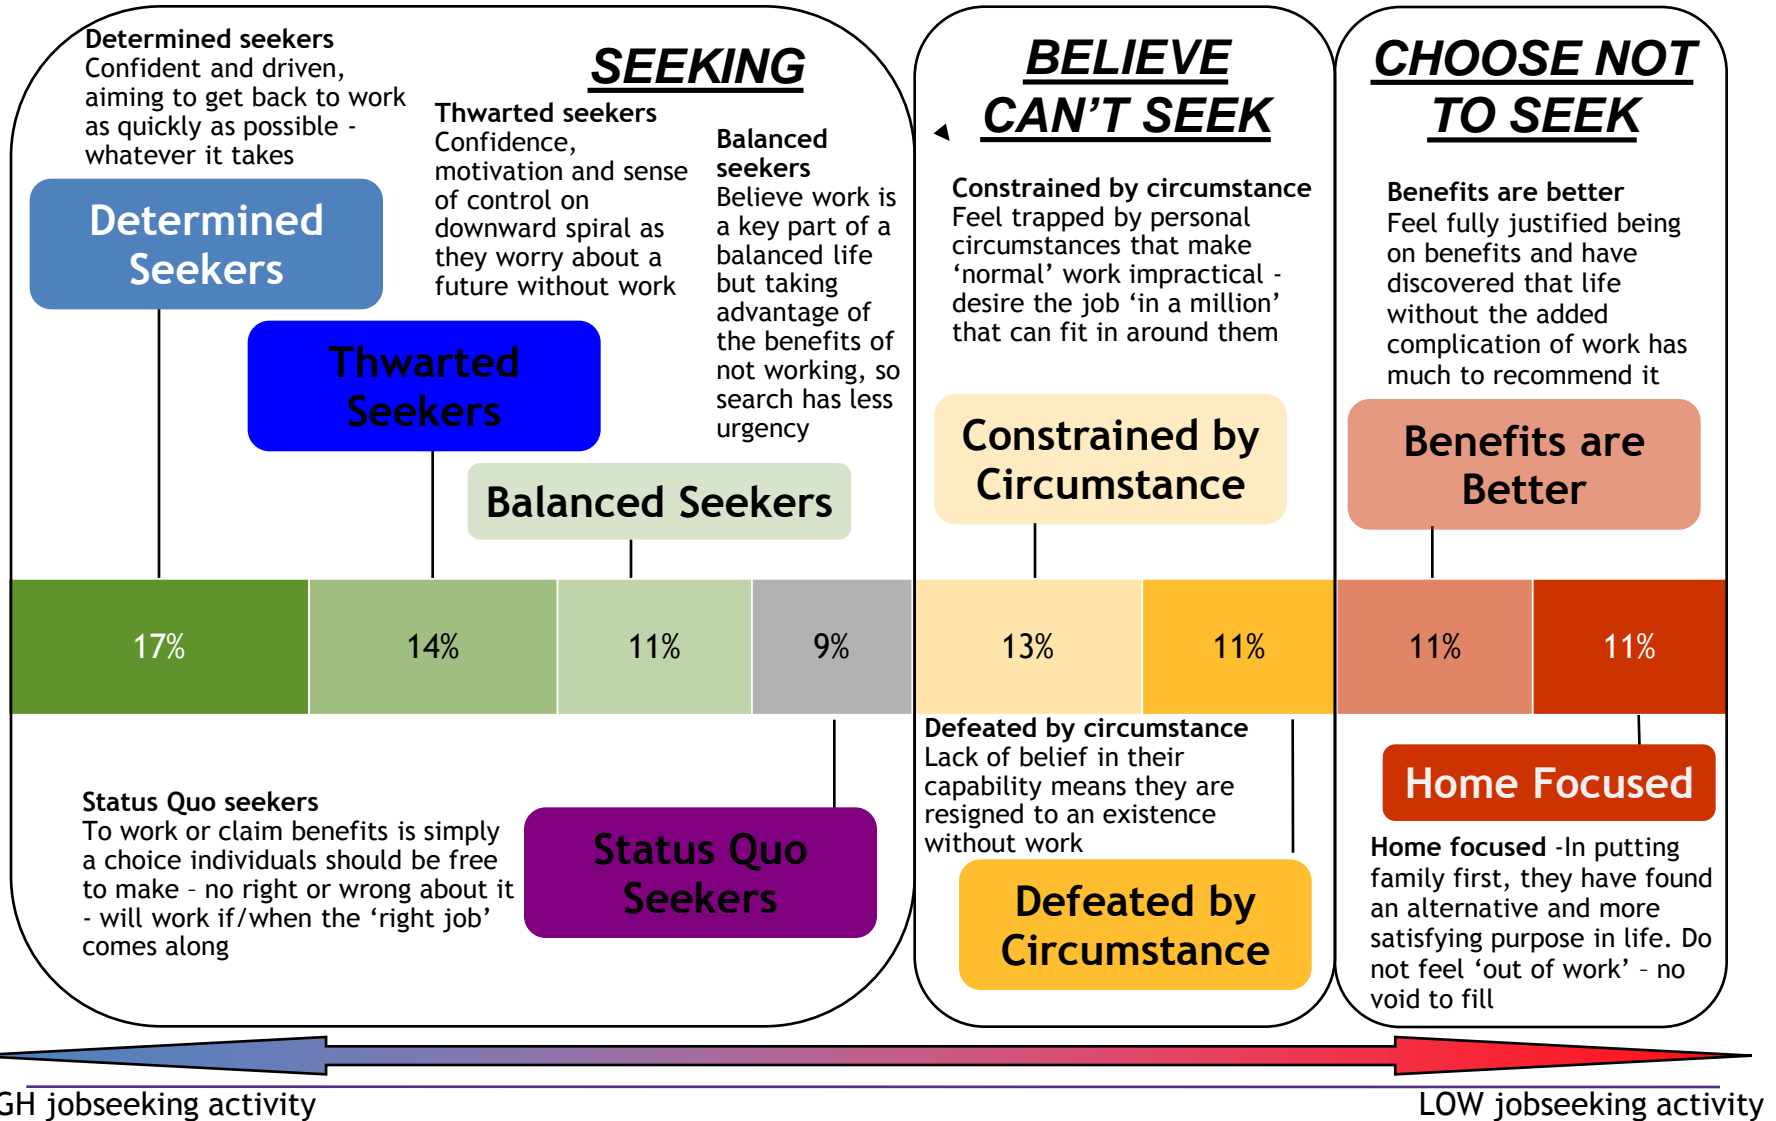 Determined seekers
Confident and driven,
aiming to get back to work
as quickly as possible -
whatever it takes
SEEKING
Thwarted seekers
Confidence,
motivation and sense
of control on
downward spiral as
they worry about a
future without work
Balanced
seekers
Believe work is
a key part of a
balanced life
but taking
advantage of
the benefits of
not working, so
search has less
urgency
Determined
Seekers
Thwarted
Seekers
Balanced Seekers
BELIEVE
CAN’T SEEK
Constrained by circumstance
Feel trapped by personal
circumstances that make
‘normal’ work impractical -
desire the job ‘in a million’
that can fit in around them
Constrained by
Circumstance
CHOOSE NOT
TO SEEK
Benefits are better
Feel fully justified being
on benefits and have
discovered that life
without the added
complication of work has
much to recommend it
Benefits are
Better
17%
14%
11%
9%
13%
11%
11%
11%
Status Quo seekers
To work or claim benefits is simply
a choice individuals should be free
to make – no right or wrong about it
- will work if/when the ‘right job’
comes along
Status Quo
Seekers
Defeated by circumstance
Lack of belief in their
capability means they are
resigned to an existence
without work
Defeated by
Circumstance
Home Focused
Home focused -In putting
family first, they have found
an alternative and more
satisfying purpose in life. Do
not feel ‘out of work’ – no
void to fill
GH jobseeking activity
LOW jobseeking activity